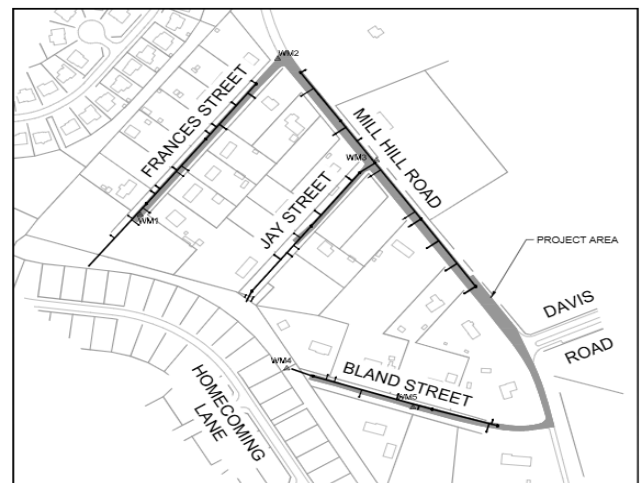 WM2
FRANCES STREET
MILL HILL ROAD
WM3
WM1
JAY STREET
PROJECT AREA
DAVIS
ROAD
WM4
BLAND STREET
WM5
HOMECOMING
LANE